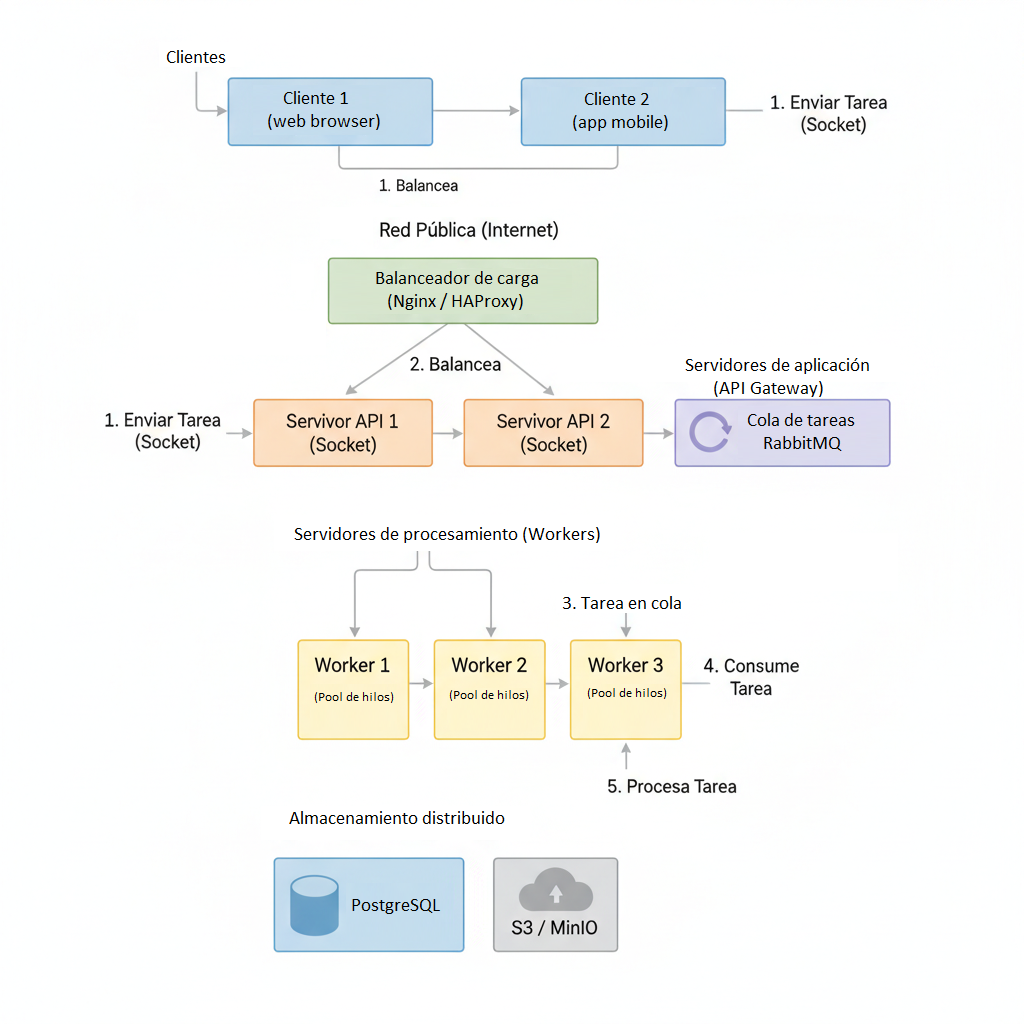 Clientes
Cliente 1
(web browser)
Cliente 2
(app mobile)
1. Enviar Tarea
(Socket)
1. Balancea
Red Pública (Internet)
Balanceador de carga
(Nginx / HAProxy)
2. Balancea
Servidores de aplicación
(API Gateway)
1. Enviar Tarea
(Socket)
Servivor API 1
(Socket)
Servivor API 2
(Socket)
Cola de tareas
RabbitMQ
Servidores de procesamiento (Workers)
3. Tarea en cola
Worker 1
(Pool de hilos)
Worker 2
(Pool de hilos)
Worker 3
(Pool de hilos)
4. Consume
Tarea
5. Procesa Tarea
Almacenamiento distribuido
PostgreSQL
S3 / MinIO